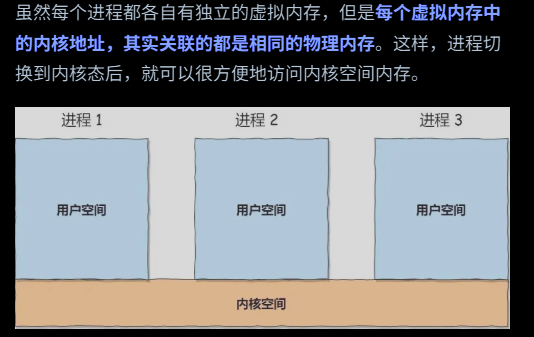 虽然每个进程都各自有独立的虚拟内存，但是每个虚拟内存中
的内核地址，其实关联的都是相同的物理内存。这样，进程切
换到内核态后，就可以很方便地访问内核空间内存。
进程 1 进程 2 进程 3
用户空间 用户空间 用户空间
内核空间